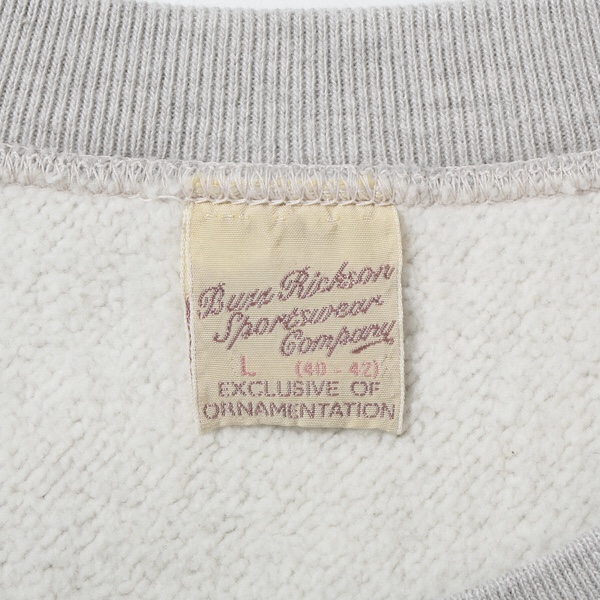 Buzz Rickson
Sportswear
Company
L (40 - 42)
EXCLUSIVE OF
ORNAMENTATION